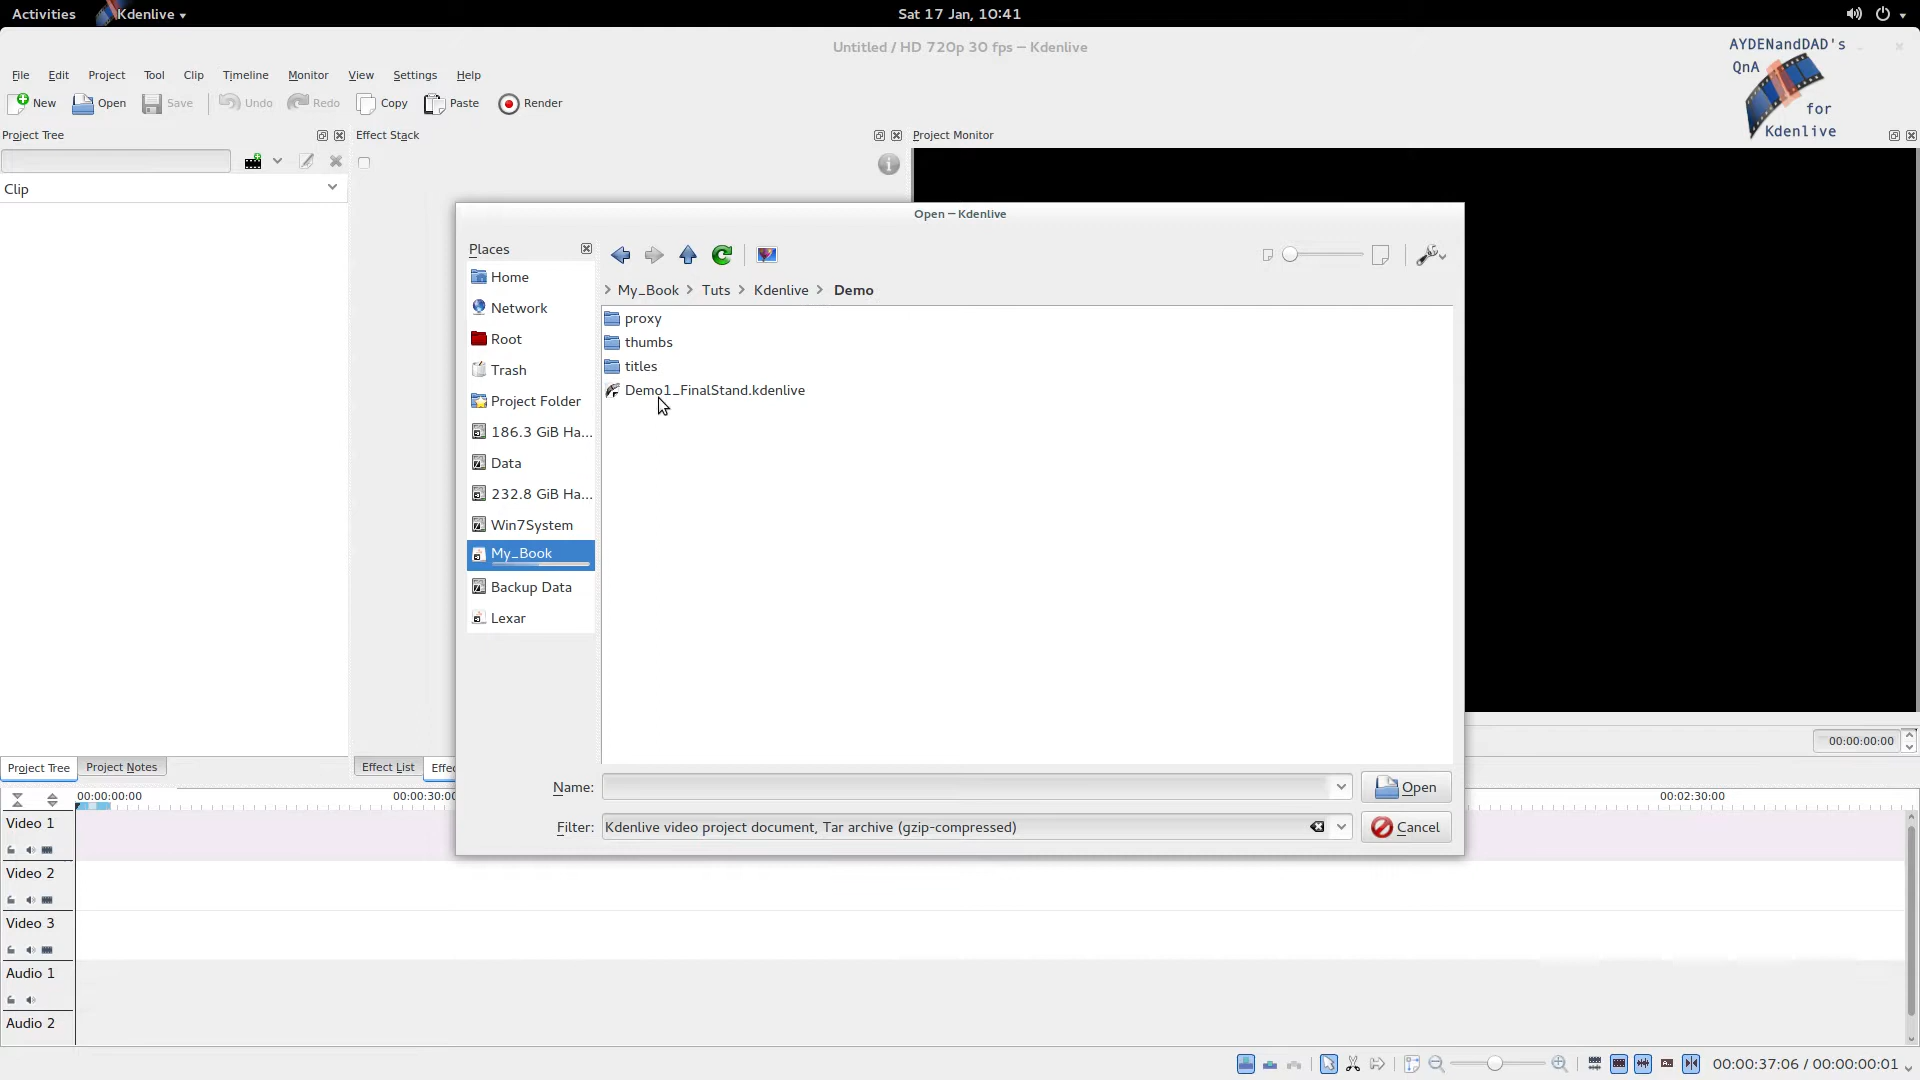 Activities Kdenlive Sat 17 Jan, 10:41
Untitled / HD 720p 30 fps — Kdenlive
AYDENandDAD's
QnA
for
Kdenlive
File Edit Project Tool Clip Timeline Monitor View Settings Help
New Open Save Undo Redo Copy Paste Render
Project Tree Effect Stack Project Monitor
Clip
Open — Kdenlive
Places
Home
Network
Root
Trash
Project Folder
186.3 GiB Ha...
Data
232.8 GiB Ha...
Win7System
My_Book
Backup Data
Lexar
My_Book Tuts Kdenlive Demo
proxy
thumbs
titles
Demo1_FinalStand.kdenlive
Name: Open
Filter: Kdenlive video project document, Tar archive (gzip-compressed) Cancel
00:00:00:00
Project Tree Project Notes Effect List Effec
00:00:00:00 00:00:30:00 00:02:30:00
Video 1
Video 2
Video 3
Audio 1
Audio 2
00:00:37:06 / 00:00:00:01